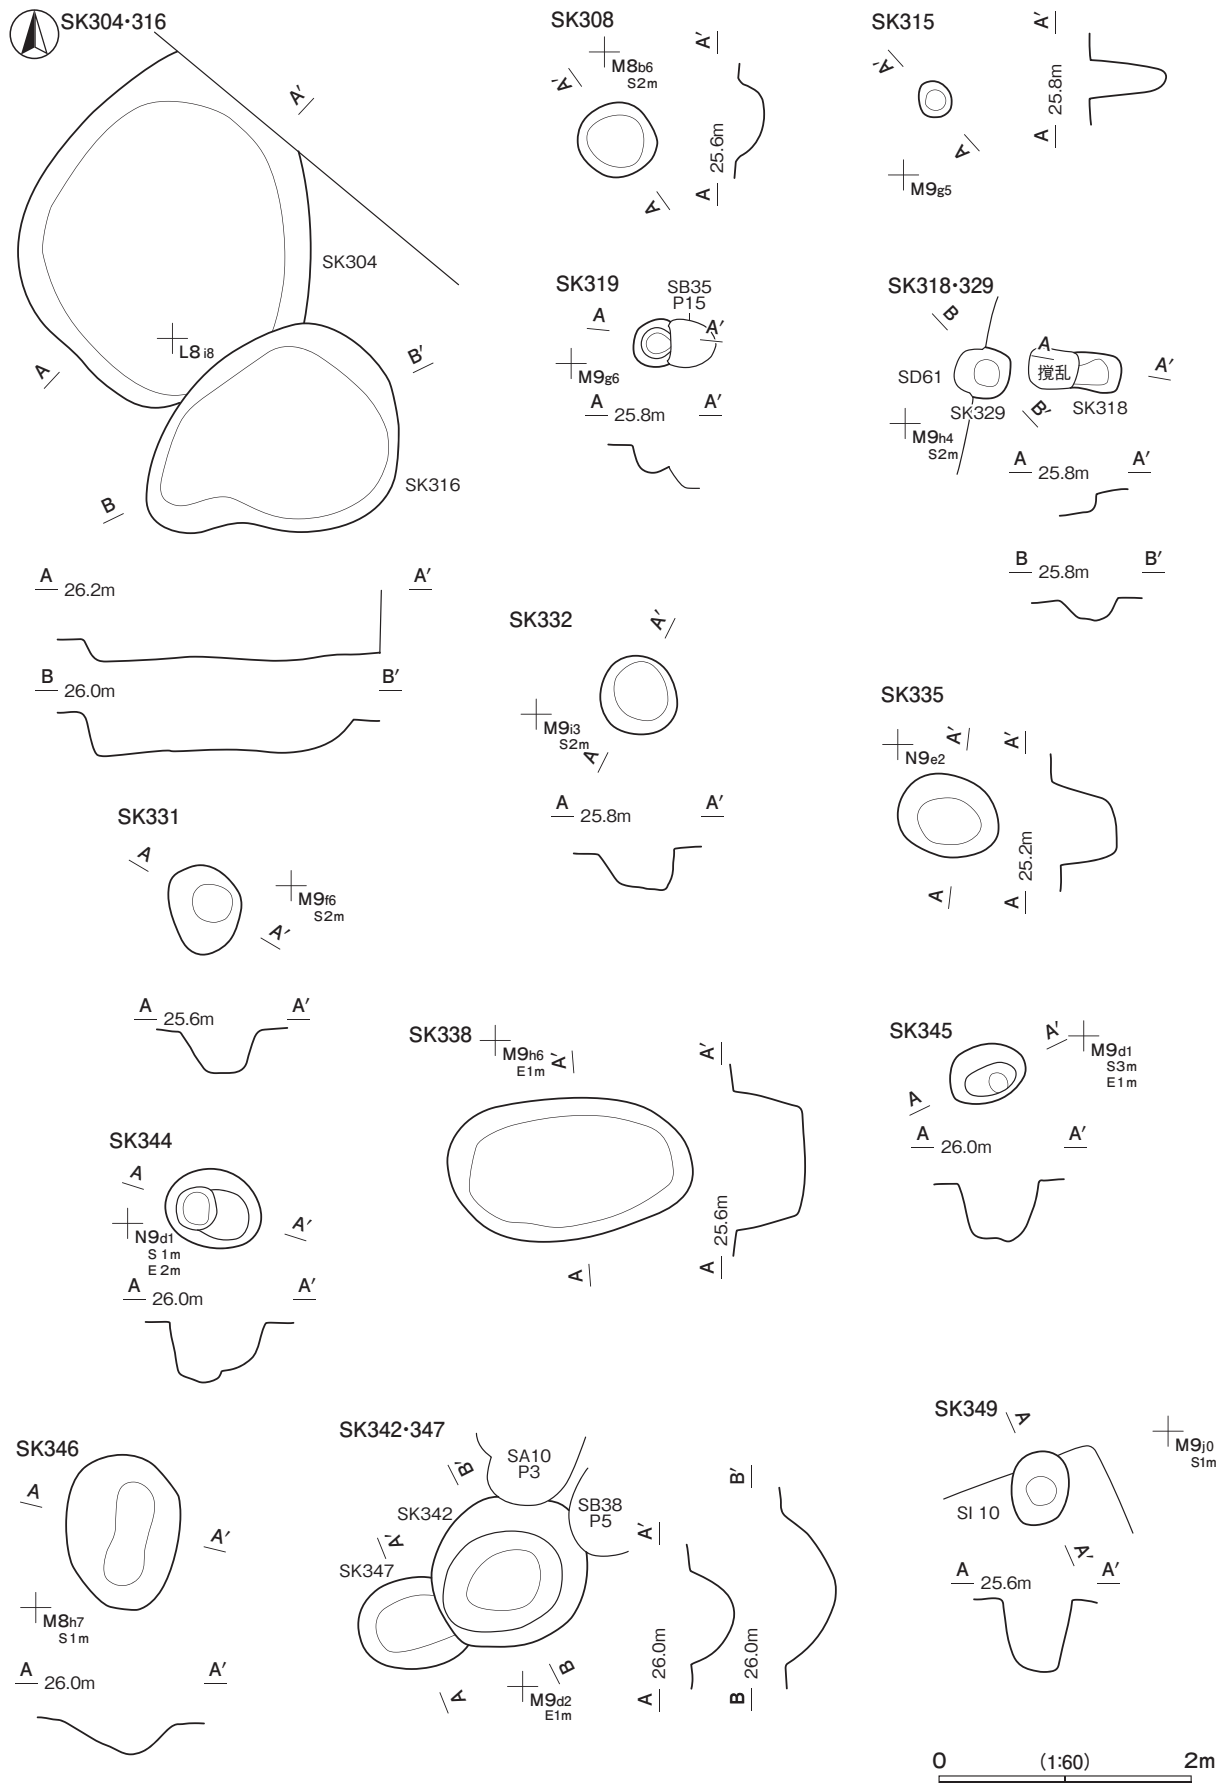 SK304・316
A′
SK304
L8i8
A
B′
SK316
B
A 26.2m A′
B 26.0m B′
SK308
M8b6
S2m
A′
A
A′
25.6m
A
SK315
A′
A
M9g5
A′
25.8m
A
SK319
SB35
P15
A
A′
M9g6
A 25.8m A′
SK318・329
B
A
A′
SD61
撹乱
SK329
B′
SK318
M9h4
S2m
A 25.8m A′
B 25.8m B′
SK332
A′
M9i3
S2m
A
A 25.8m A′
SK335
N9e2
A′
A
A′
25.2m
A
SK331
A
M9f6
S2m
A′
A 25.6m A′
SK338
M9h6
E1m
A′
A
A′
25.6m
A
SK345
A′
M9d1
S3m
E1m
A
A 26.0m A′
SK344
A
A′
N9d1
S1m
E2m
A 26.0m A′
SK346
A
A′
M8h7
S1m
A 26.0m A′
SK342・347
SA10
P3
B′
SB38
P5
SK342
A′
SK347
B
A
M9d2
E1m
A′
26.0m
A
B′
26.0m
B
SK349
A
M9j0
S1m
SI 10
A′
A 25.6m A′
0 (1:60) 2m